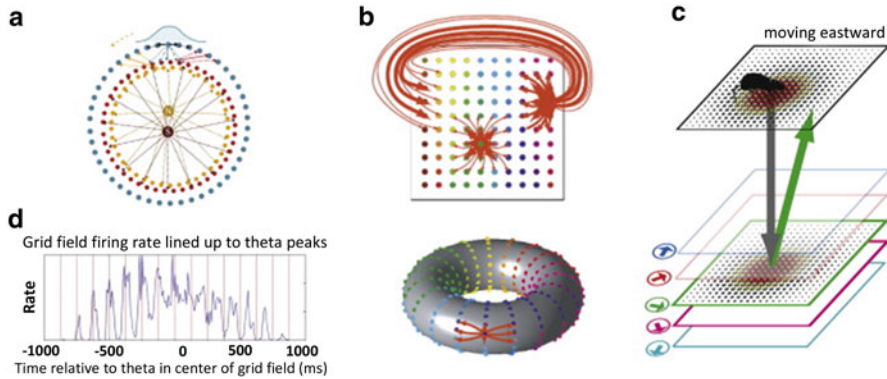 a
b
c
moving eastward
d
Grid field firing rate lined up to theta peaks
Rate
-1000 -500 0 500 1000
Time relative to theta in center of grid field (ms)